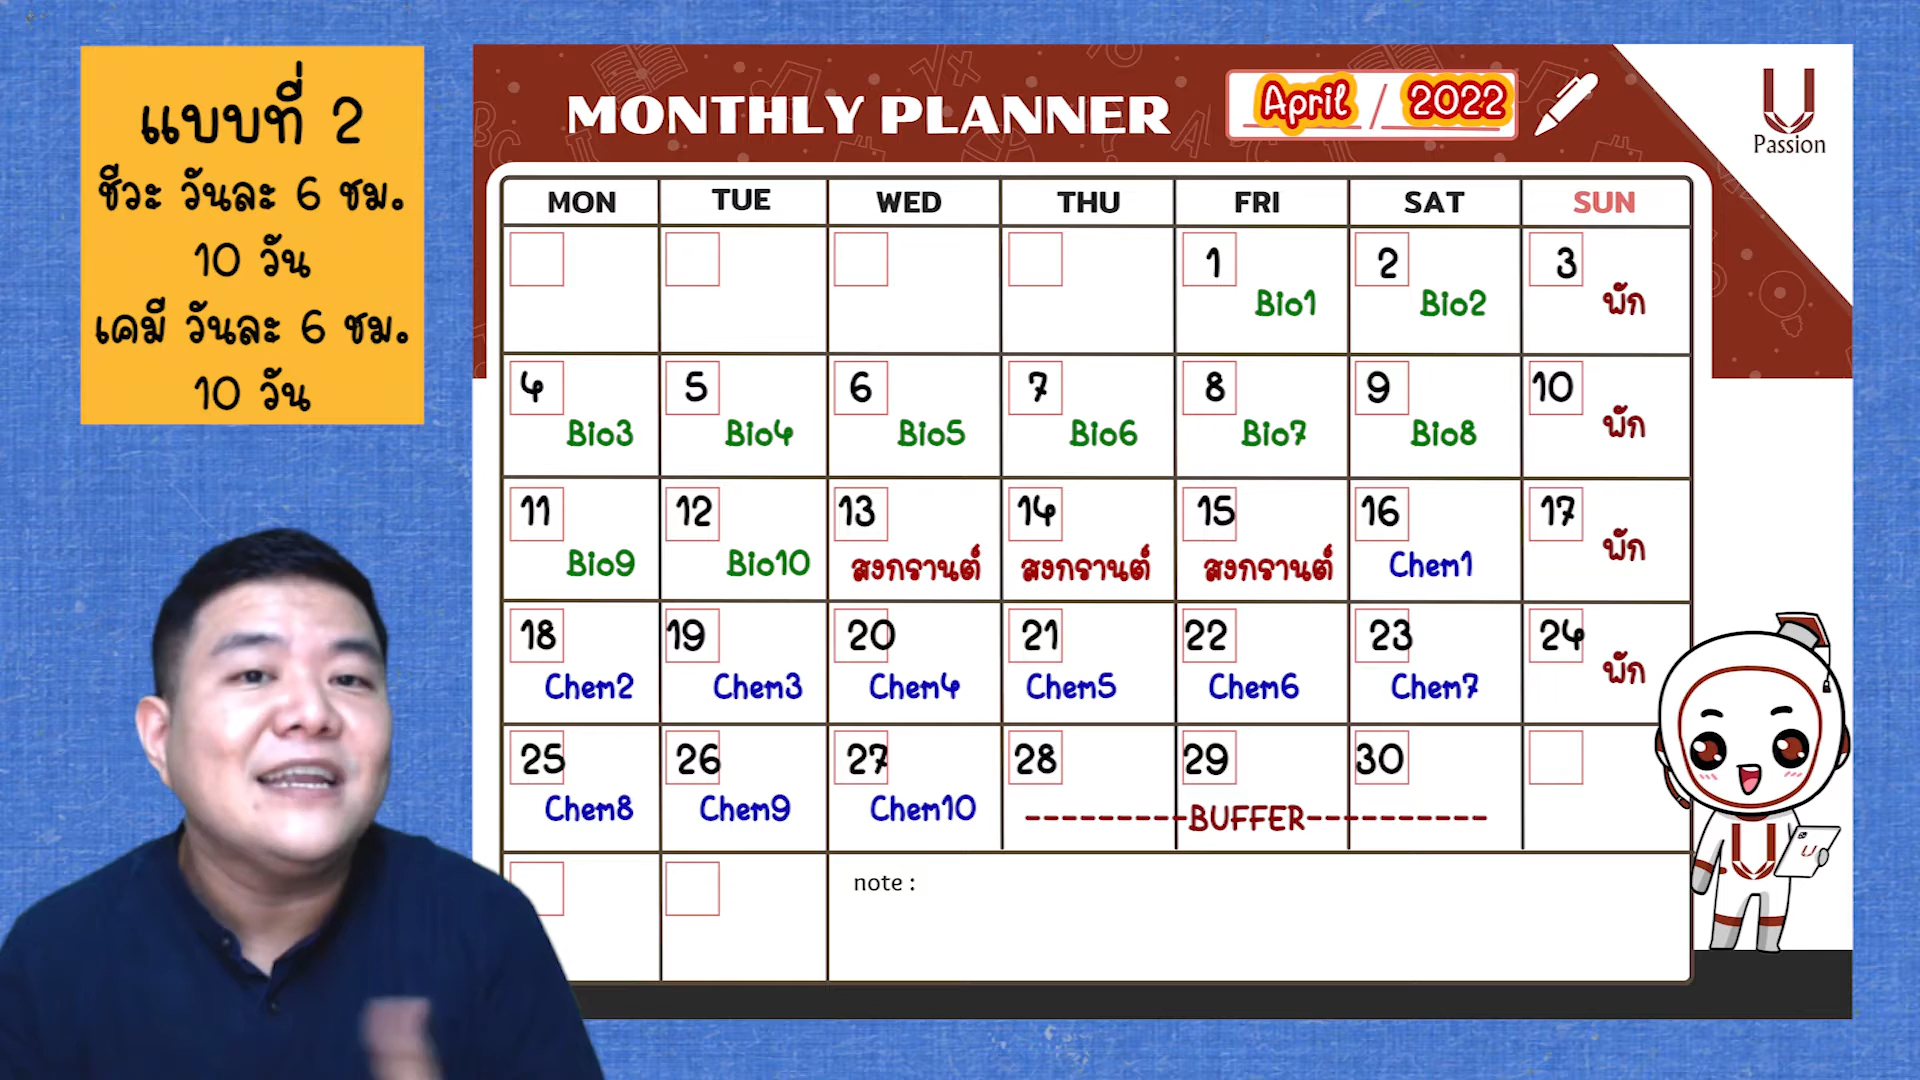 แบบที่ 2
ชีวะ วันละ 6 ชม.
10 วัน
เคมี วันละ 6 ชม.
10 วัน
MONTHLY PLANNER
April / 2022
U
Passion
MON TUE WED THU FRI SAT SUN
1 2 3
Bio1 Bio2 พัก
4 5 6 7 8 9 10
Bio3 Bio4 Bio5 Bio6 Bio7 Bio8 พัก
11 12 13 14 15 16 17
Bio9 Bio10 สงกรานต์ สงกรานต์ สงกรานต์ Chem1 พัก
18 19 20 21 22 23 24
Chem2 Chem3 Chem4 Chem5 Chem6 Chem7 พัก
25 26 27 28 29 30
Chem8 Chem9 Chem10 ---------BUFFER----------
note :